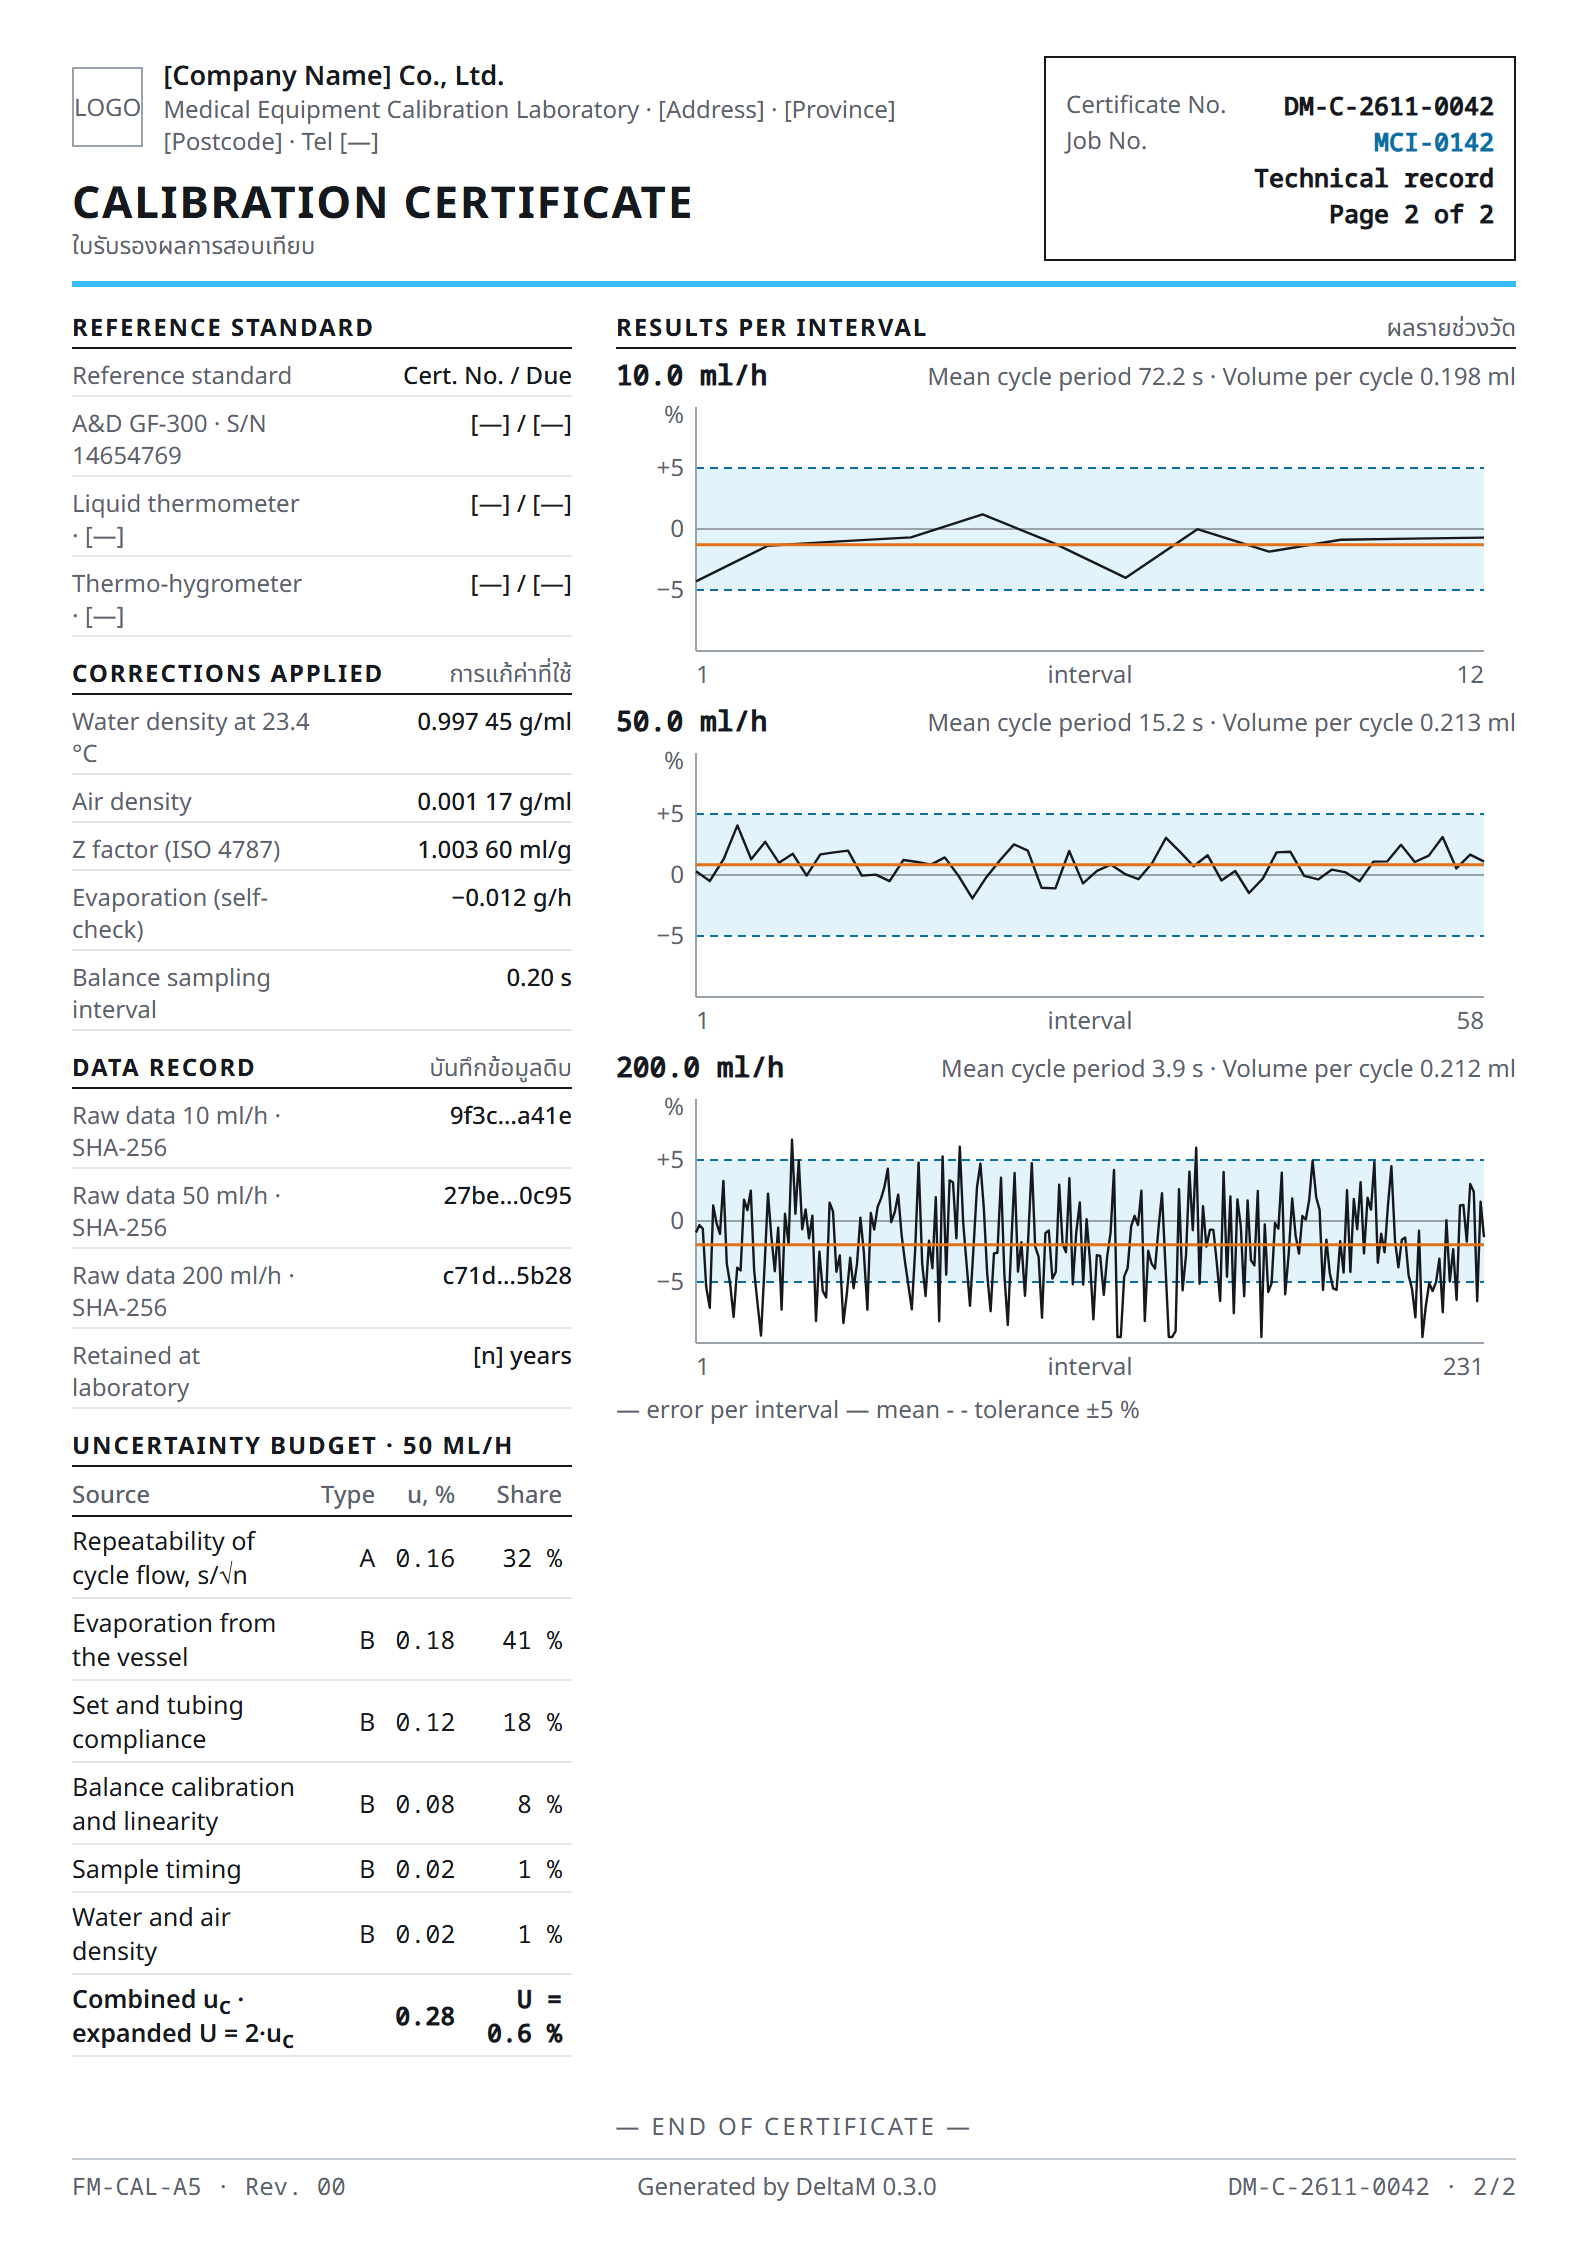 LOGO
[Company Name] Co., Ltd.
Medical Equipment Calibration Laboratory · [Address] · [Province]
[Postcode] · Tel [—]
CALIBRATION CERTIFICATE
ใบรับรองผลการสอบเทียบ
Certificate No. DM-C-2611-0042
Job No. MCI-0142
Technical record
Page 2 of 2
REFERENCE STANDARD
Reference standard Cert. No. / Due
A&D GF-300 · S/N [—] / [—]
14654769
Liquid thermometer [—] / [—]
· [—]
Thermo-hygrometer [—] / [—]
· [—]
CORRECTIONS APPLIED การแก้ค่าที่ใช้
Water density at 23.4 0.997 45 g/ml
°C
Air density 0.001 17 g/ml
Z factor (ISO 4787) 1.003 60 ml/g
Evaporation (self- −0.012 g/h
check)
Balance sampling 0.20 s
interval
DATA RECORD บันทึกข้อมูลดิบ
Raw data 10 ml/h · 9f3c…a41e
SHA-256
Raw data 50 ml/h · 27be…0c95
SHA-256
Raw data 200 ml/h · c71d…5b28
SHA-256
Retained at [n] years
laboratory
UNCERTAINTY BUDGET · 50 ML/H
Source Type u, % Share
Repeatability of
cycle flow, s/√n A 0.16 32 %
Evaporation from
the vessel B 0.18 41 %
Set and tubing
compliance B 0.12 18 %
Balance calibration
and linearity B 0.08 8 %
Sample timing B 0.02 1 %
Water and air
density B 0.02 1 %
Combined uC · U =
expanded U = 2·uC 0.28 0.6 %
RESULTS PER INTERVAL ผลรายช่วงวัด
10.0 ml/h Mean cycle period 72.2 s · Volume per cycle 0.198 ml
%
+5
0
−5
1 interval 12
50.0 ml/h Mean cycle period 15.2 s · Volume per cycle 0.213 ml
%
+5
0
−5
1 interval 58
200.0 ml/h Mean cycle period 3.9 s · Volume per cycle 0.212 ml
%
+5
0
−5
1 interval 231
— error per interval — mean - - tolerance ±5 %
— END OF CERTIFICATE —
FM-CAL-A5 · Rev. 00 Generated by DeltaM 0.3.0 DM-C-2611-0042 · 2/2